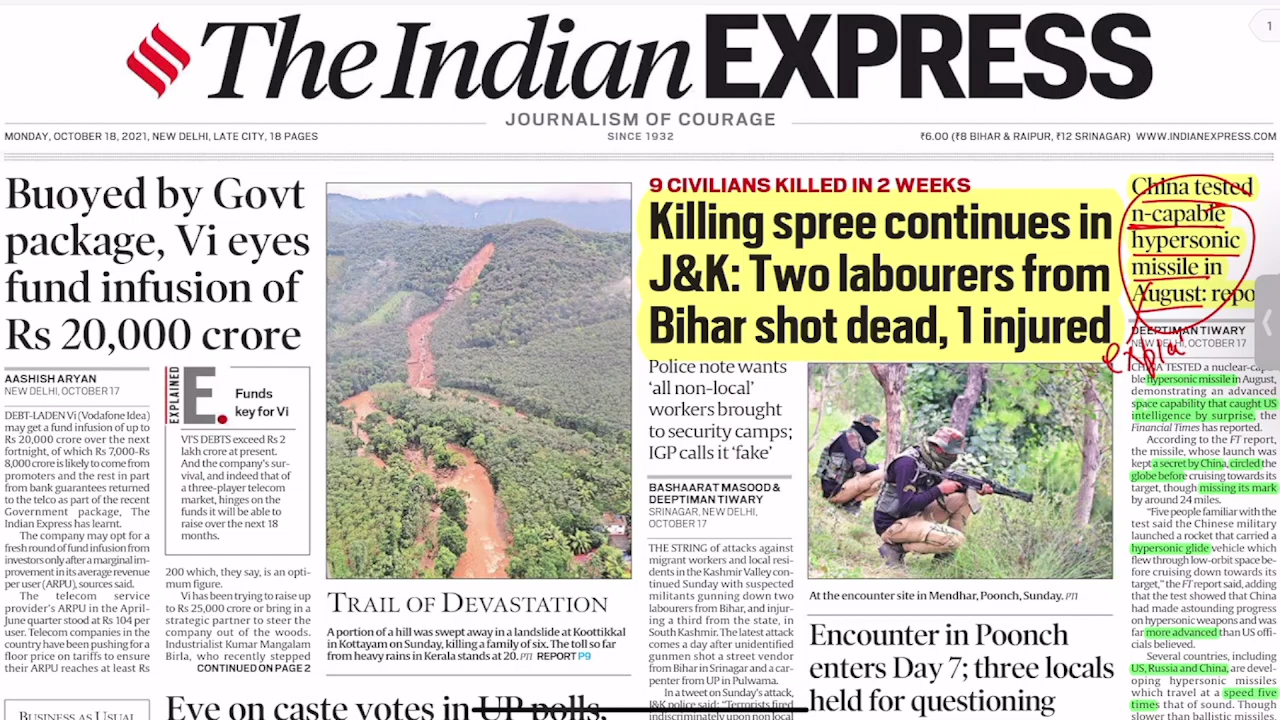 The Indian EXPRESS
1
JOURNALISM OF COURAGE
SINCE 1932
MONDAY, OCTOBER 18, 2021, NEW DELHI, LATE CITY, 18 PAGES
₹6.00 (₹8 BIHAR & RAIPUR, ₹12 SRINAGAR) WWW.INDIANEXPRESS.COM
Buoyed by Govt
package, Vi eyes
fund infusion of
Rs 20,000 crore
AASHISH ARYAN
NEW DELHI, OCTOBER 17
DEBT-LADEN Vi (Vodafone Idea)
may get a fund infusion of up to
Rs 20,000 crore over the next
fortnight, of which Rs 7,000-Rs
8,000 crore is likely to come from
promoters and the rest in part
from bank guarantees returned
to the telco as part of the recent
Government package, The
Indian Express has learnt.
The company may opt for a
fresh round of fund infusion from
investors only after a marginal im-
provement in its average revenue
per user (ARPU), sources said.
The telecom service
provider's ARPU in the April-
June quarter stood at Rs 104 per
user. Telecom companies in the
country have been pushing for a
floor price on tariffs to ensure
their ARPU reaches at least Rs
EXPLAINED
E.
Funds
key for Vi
VI'S DEBTS exceed Rs 2
lakh crore at present.
And the company's sur-
vival, and indeed that of
a three-player telecom
market, hinges on the
funds it will be able to
raise over the next 18
months.
200 which, they say, is an opti-
mum figure.
Vi has been trying to raise up
to Rs 25,000 crore or bring in a
strategic partner to steer the
company out of the woods.
Industrialist Kumar Mangalam
Birla, who recently stepped
CONTINUED ON PAGE 2
TRAIL OF DEVASTATION
A portion of a hill was swept away in a landslide at Koottikkal
in Kottayam on Sunday, killing a family of six. The toll so far
from heavy rains in Kerala stands at 20. PTI REPORT P9
9 CIVILIANS KILLED IN 2 WEEKS
Killing spree continues in
J&K: Two labourers from
Bihar shot dead, 1 injured
Police note wants
'all non-local'
workers brought
to security camps;
IGP calls it 'fake'
BASHAARAT MASOOD &
DEEPTIMAN TIWARY
SRINAGAR, NEW DELHI,
OCTOBER 17
THE STRING of attacks against
migrant workers and local resi-
dents in the Kashmir Valley con-
tinued Sunday with suspected
militants gunning down two
labourers from Bihar, and injur-
ing a third from the state, in
South Kashmir. The latest attack
comes a day after unidentified
gunmen shot a street vendor
from Bihar in Srinagar and a car-
penter from UP in Pulwama.
In a tweet on Sunday's attack,
J&K police said: "Terrorists fired
indiscriminately upon non local
At the encounter site in Mendhar, Poonch, Sunday. PTI
Encounter in Poonch
enters Day 7; three locals
held for questioning
China tested
n-capable
hypersonic
missile in
August: repo
expla
DEEPTIMAN TIWARY
NEW DELHI, OCTOBER 17
CHINA TESTED a nuclear-capa-
ble hypersonic missile in August,
demonstrating an advanced
space capability that caught US
intelligence by surprise, the
Financial Times has reported.
According to the FT report,
the missile, whose launch was
kept a secret by China, circled the
globe before cruising towards its
target, though missing its mark
by around 24 miles.
"Five people familiar with the
test said the Chinese military
launched a rocket that carried a
hypersonic glide vehicle which
flew through low-orbit space be-
fore cruising down towards its
target," the FT report said, adding
that the test showed that China
had made astounding progress
on hypersonic weapons and was
far more advanced than US offi-
cials believed.
Several countries, including
US, Russia and China, are devel-
oping hypersonic missiles
which travel at a speed five
times that of sound. Though
slower than ballistic missiles,
BUSINESS AS USUAL
Eye on caste votes in UP polls,